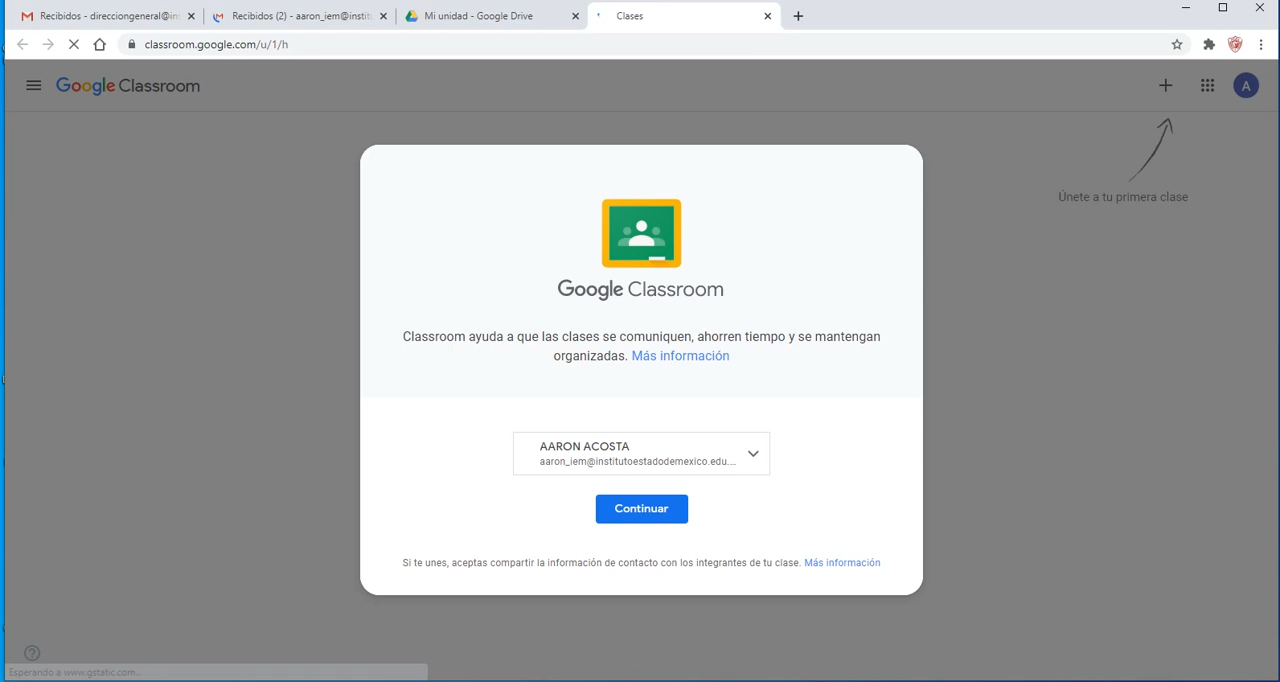 Recibidos - direcciongeneral@in
Recibidos (2) - aaron_iem@instit
Mi unidad - Google Drive
Clases
classroom.google.com/u/1/h
Google Classroom
A
Únete a tu primera clase
Google Classroom
Classroom ayuda a que las clases se comuniquen, ahorren tiempo y se mantengan
organizadas. Más información
AARON ACOSTA
aaron_iem@institutoestadodemexico.edu....
Continuar
Si te unes, aceptas compartir la información de contacto con los integrantes de tu clase. Más información
Esperando a www.gstatic.com...